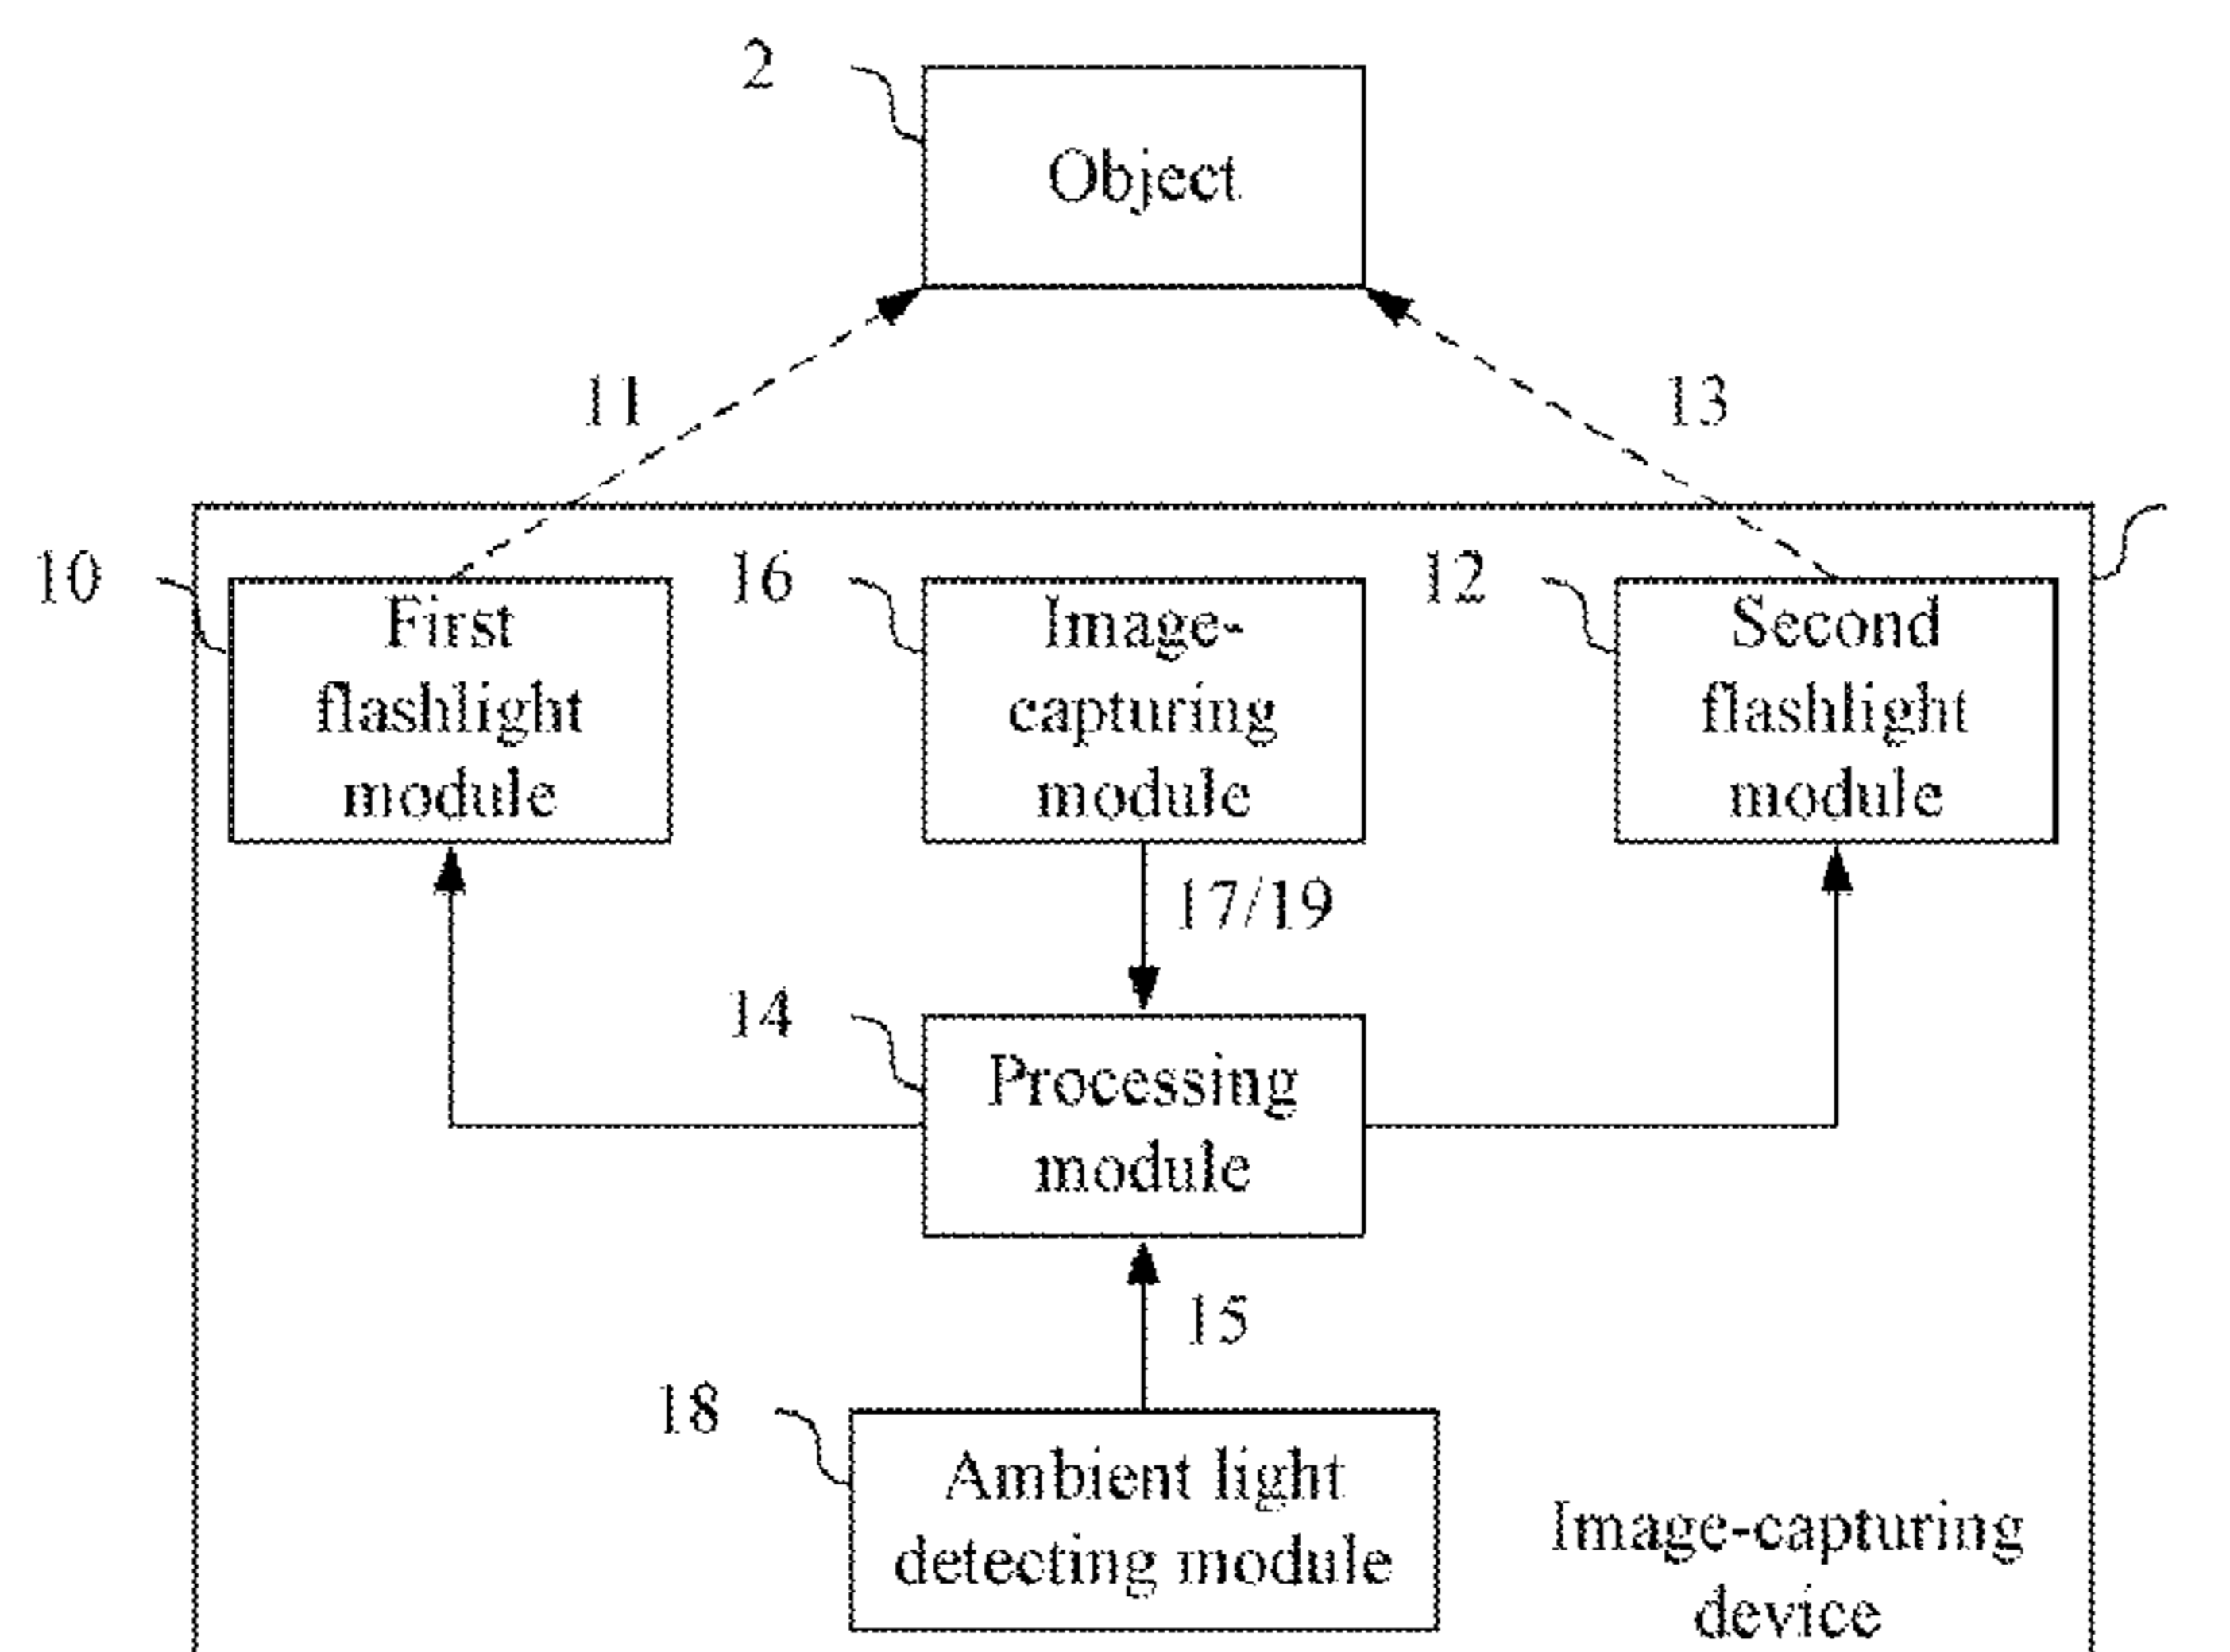 2
Object
11
13
10
First
flashlight
module
16
Image-
capturing
module
12
Second
flashlight
module
17/19
14
Processing
module
15
18
Ambient light
detecting module
Image-capturing
device